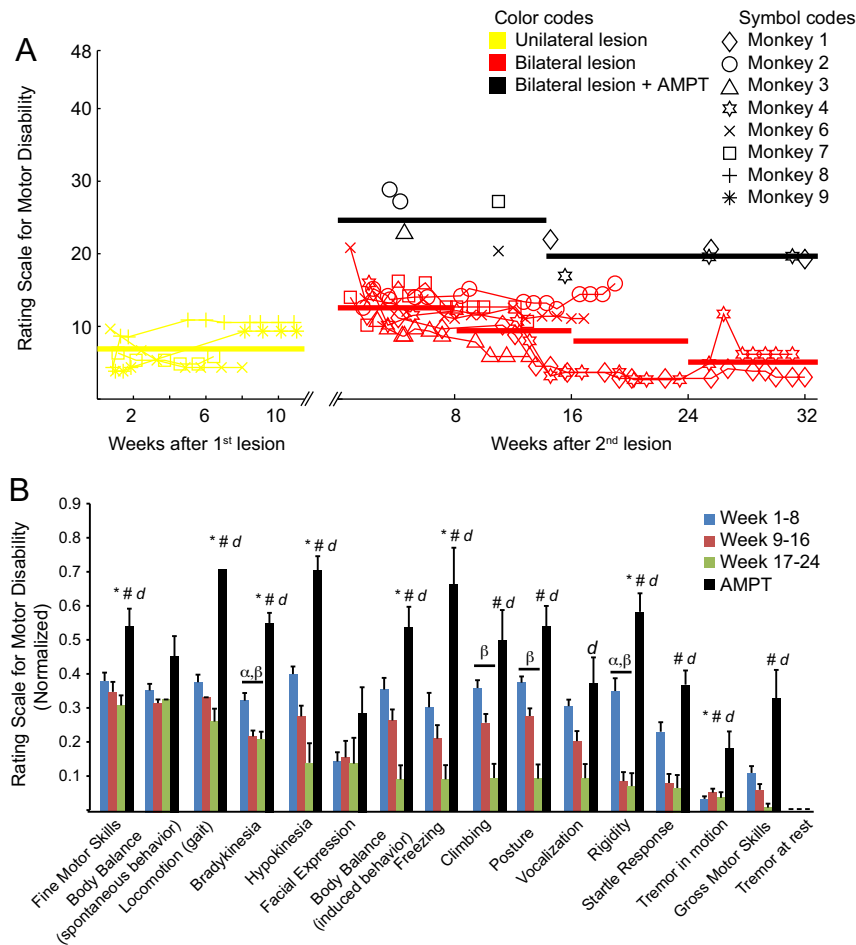 A
Color codes
Unilateral lesion
Bilateral lesion
Bilateral lesion + AMPT
Symbol codes
Monkey 1
Monkey 2
Monkey 3
Monkey 4
Monkey 6
Monkey 7
Monkey 8
Monkey 9
Rating Scale for Motor Disability
48
38
30
20
10
2 6 10
8 16 24 32
Weeks after 1st lesion
Weeks after 2nd lesion
B
Rating Scale for Motor Disability
(Normalized)
0.9
0.8
0.7
0.6
0.5
0.4
0.3
0.2
0.1
Week 1-8
Week 9-16
Week 17-24
AMPT
* # d
* # d
α,β
* # d
* # d
* # d
* # d
β
# d
β
# d
d
α,β
* # d
# d
* # d
# d
Fine Motor Skills
Body Balance
(spontaneous behavior)
Locomotion (gait)
Bradykinesia
Hypokinesia
Facial Expression
Body Balance
(induced behavior)
Freezing
Climbing
Posture
Vocalization
Rigidity
Startle Response
Tremor in motion
Gross Motor Skills
Tremor at rest